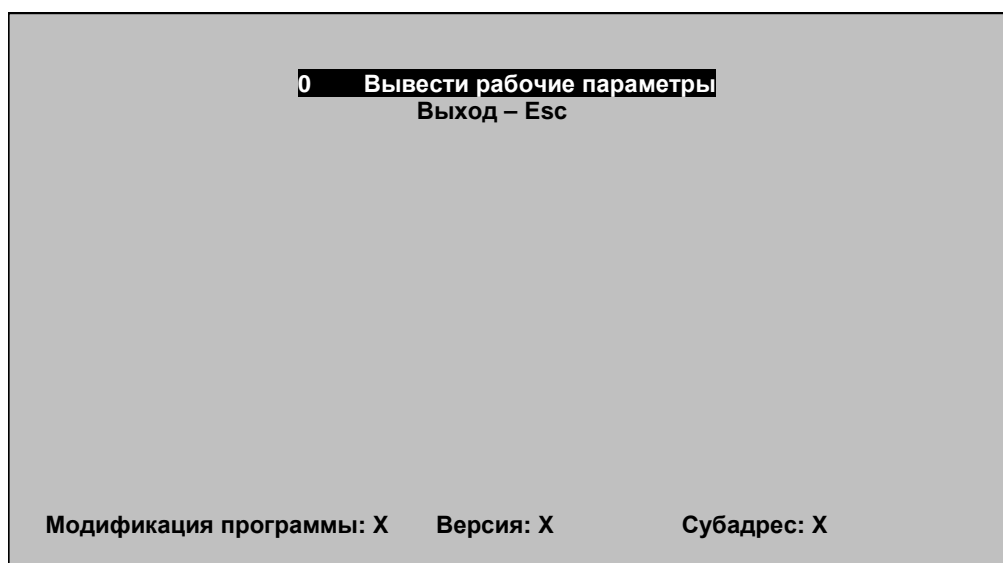 0 Вывести рабочие параметры
Выход – Esc
Модификация программы: X Версия: X Субадрес: X